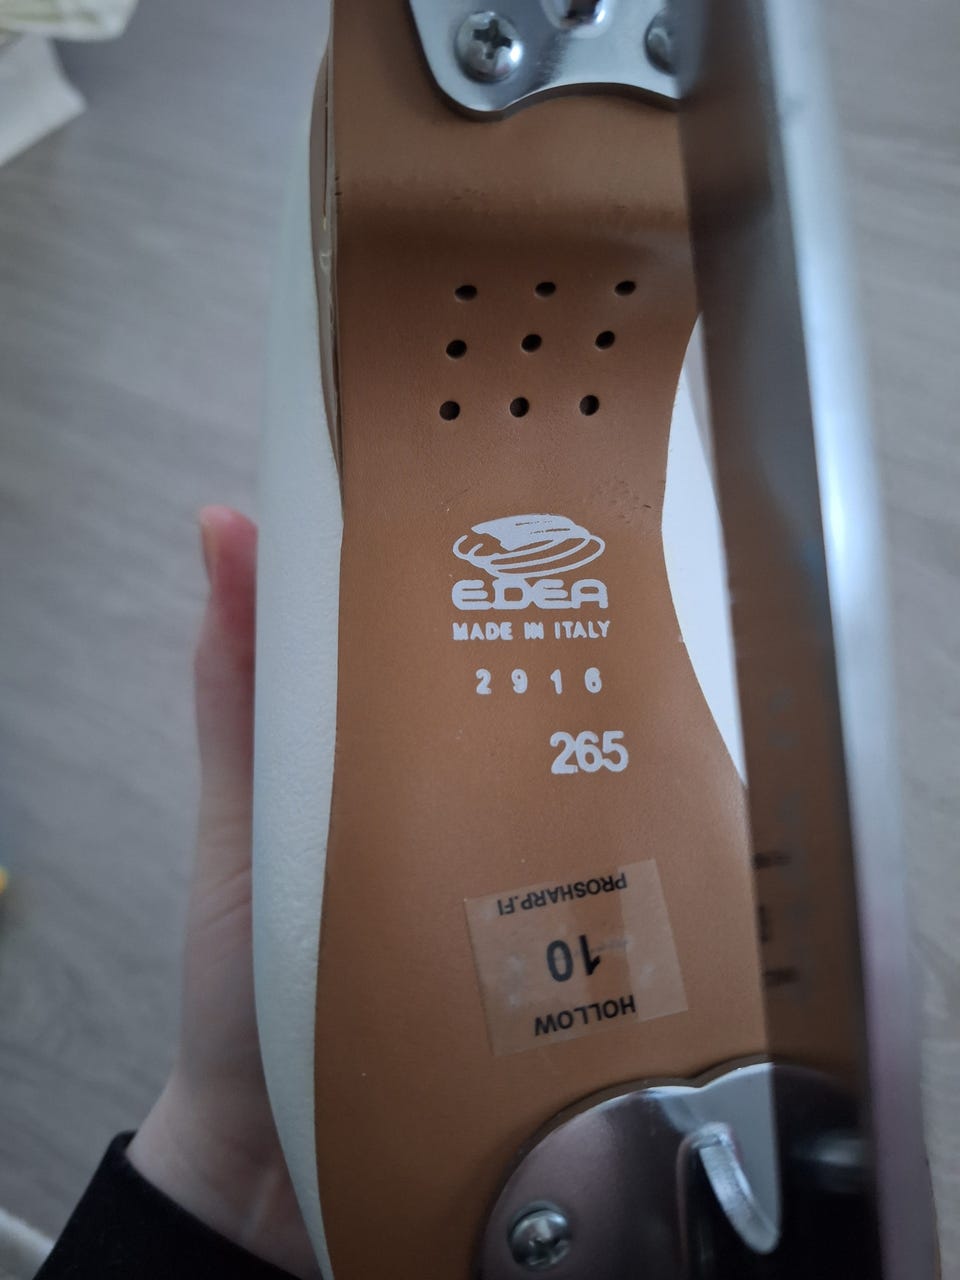 EDEA
MADE IN ITALY
2916
265
HOLLOW
10
PROSHARP.FI